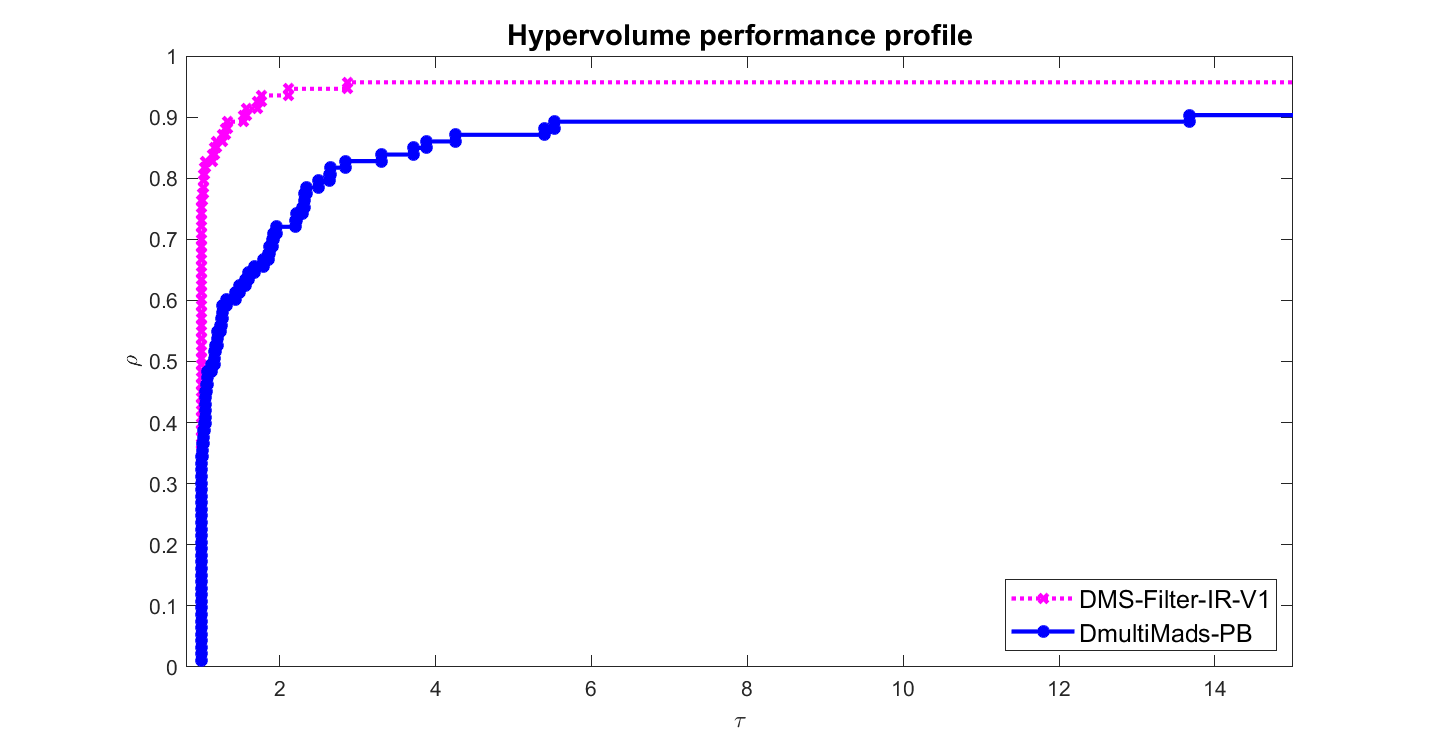 Hypervolume performance profile
1
0.9
0.8
0.7
0.6
0.5
0.4
0.3
0.2
0.1
0
ρ
2 4 6 8 10 12 14
τ
DMS-Filter-IR-V1
DmultiMads-PB